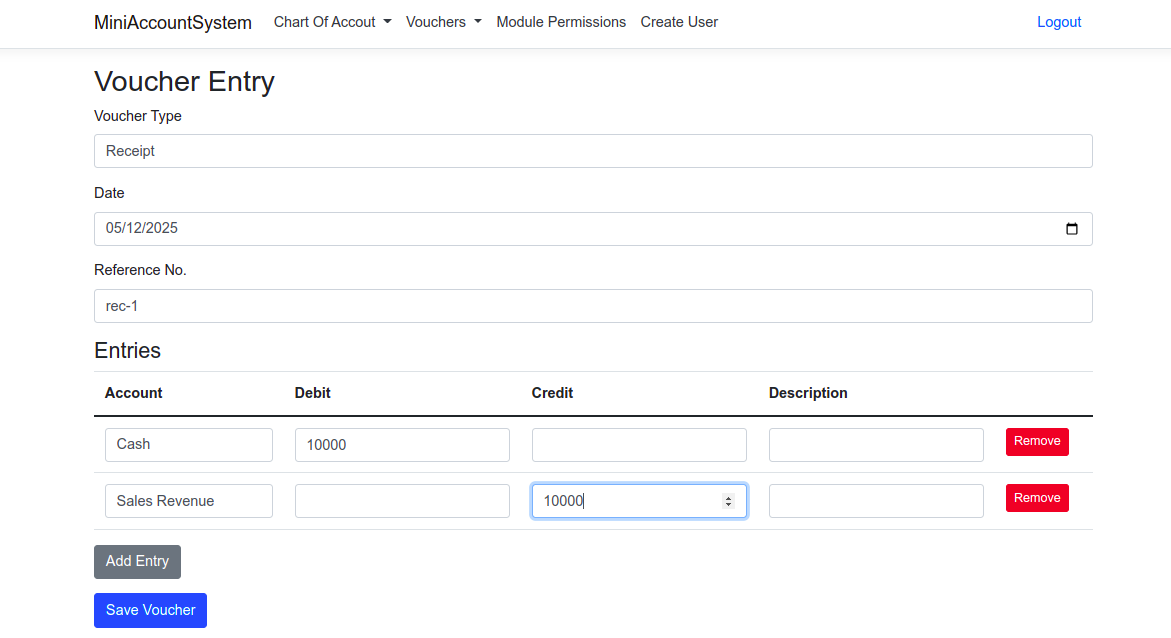 MiniAccountSystem Chart Of Accout Vouchers Module Permissions Create User Logout
Voucher Entry
Voucher Type
Receipt
Date
05/12/2025
Reference No.
rec-1
Entries
Account Debit Credit Description
Cash 10000 Remove
Sales Revenue 10000 Remove
Add Entry
Save Voucher